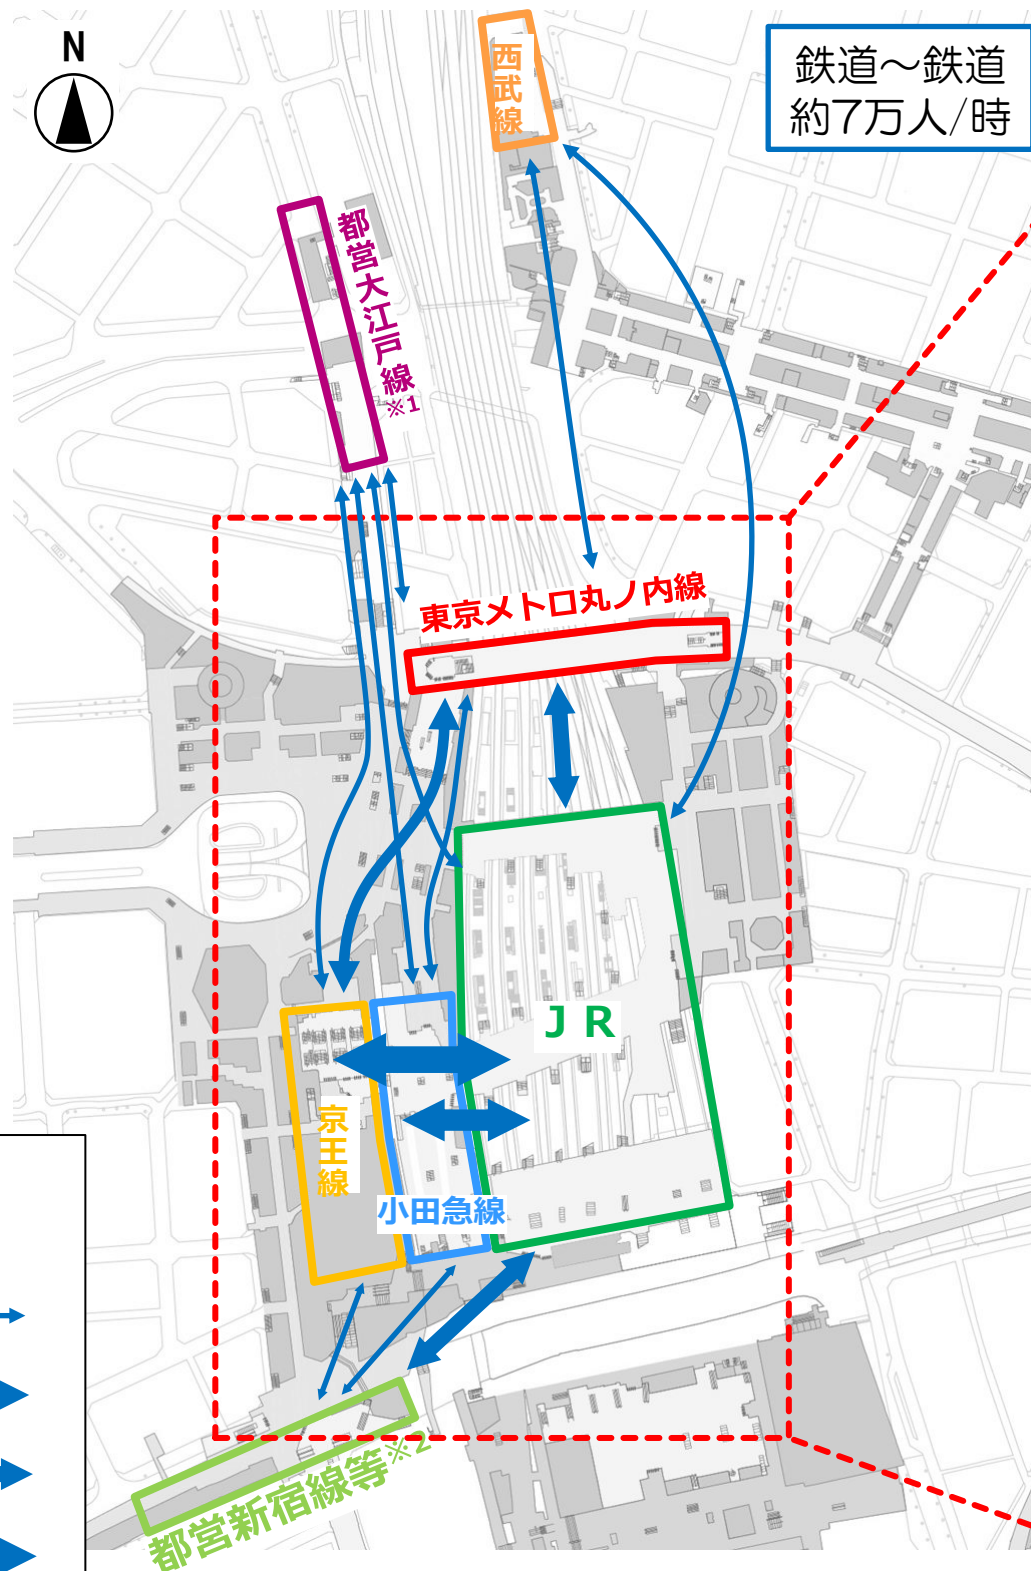 N
西武線
鉄道～鉄道
約7万人/時
都営大江戸線
※1
東京メトロ丸ノ内線
ＪＲ
京王線
小田急線
都営新宿線等※2